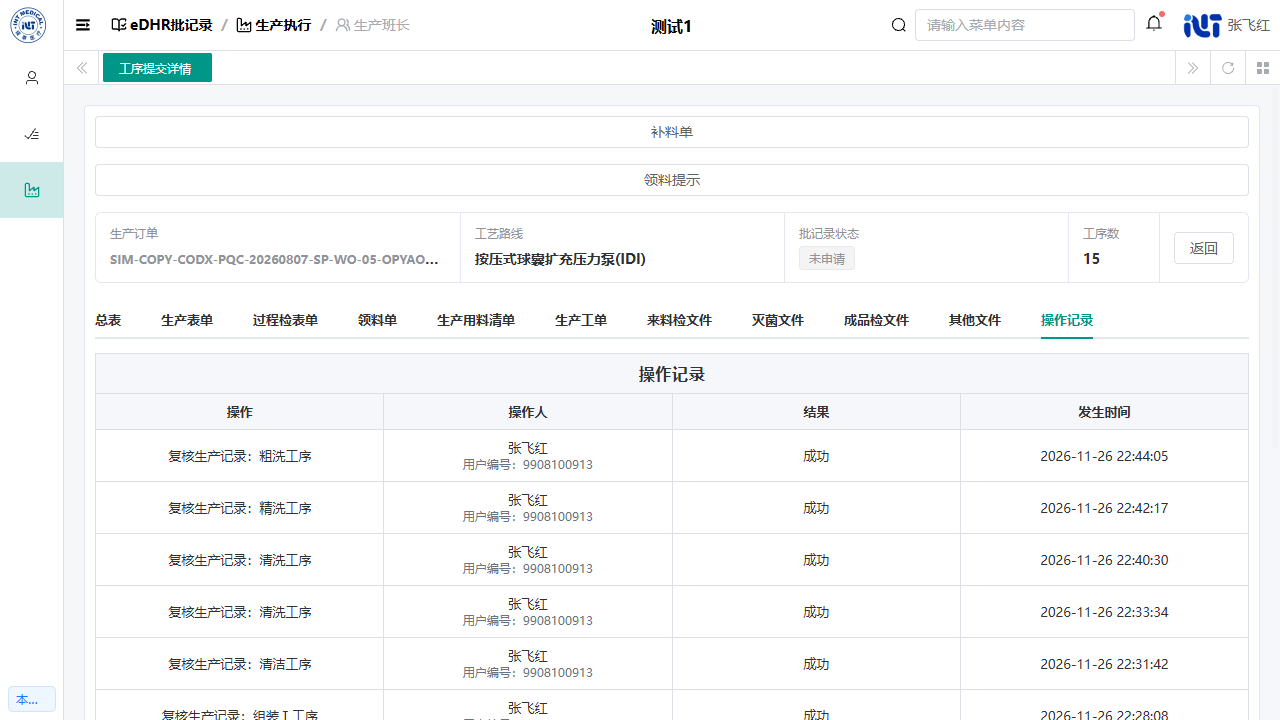 eDHR批记录 / 生产执行 / 生产班长
测试1
请输入菜单内容
张飞红
工序提交详情
补料单
领料提示
生产订单
SIM-COPY-CODX-PQC-20260807-SP-WO-05-OPYAO...
工艺路线
按压式球囊扩充压力泵(IDI)
批记录状态
未申请
工序数
15
返回
总表 生产表单 过程检表单 领料单 生产用料清单 生产工单 来料检文件 灭菌文件 成品检文件 其他文件 操作记录
操作记录
操作 操作人 结果 发生时间
复核生产记录：粗洗工序 张飞红 成功 2026-11-26 22:44:05
用户编号：9908100913
复核生产记录：精洗工序 张飞红 成功 2026-11-26 22:42:17
用户编号：9908100913
复核生产记录：清洗工序 张飞红 成功 2026-11-26 22:40:30
用户编号：9908100913
复核生产记录：清洗工序 张飞红 成功 2026-11-26 22:33:34
用户编号：9908100913
复核生产记录：清洁工序 张飞红 成功 2026-11-26 22:31:42
用户编号：9908100913
复核生产记录：组装Ⅰ工序 张飞红 成功 2026-11-26 22:28:08
本...